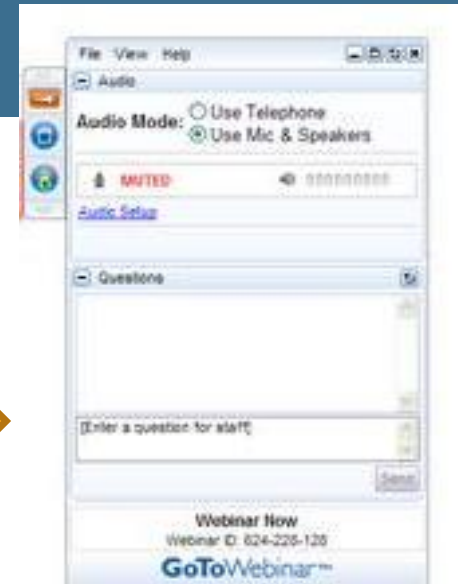 File View Help
Audio
Audio Mode: Use Telephone
Use Mic & Speakers
MUTED
Audio Setup
Questions
[Enter a question for staff]
Send
Webinar Now
Webinar ID: 624-228-128
GoToWebinar™